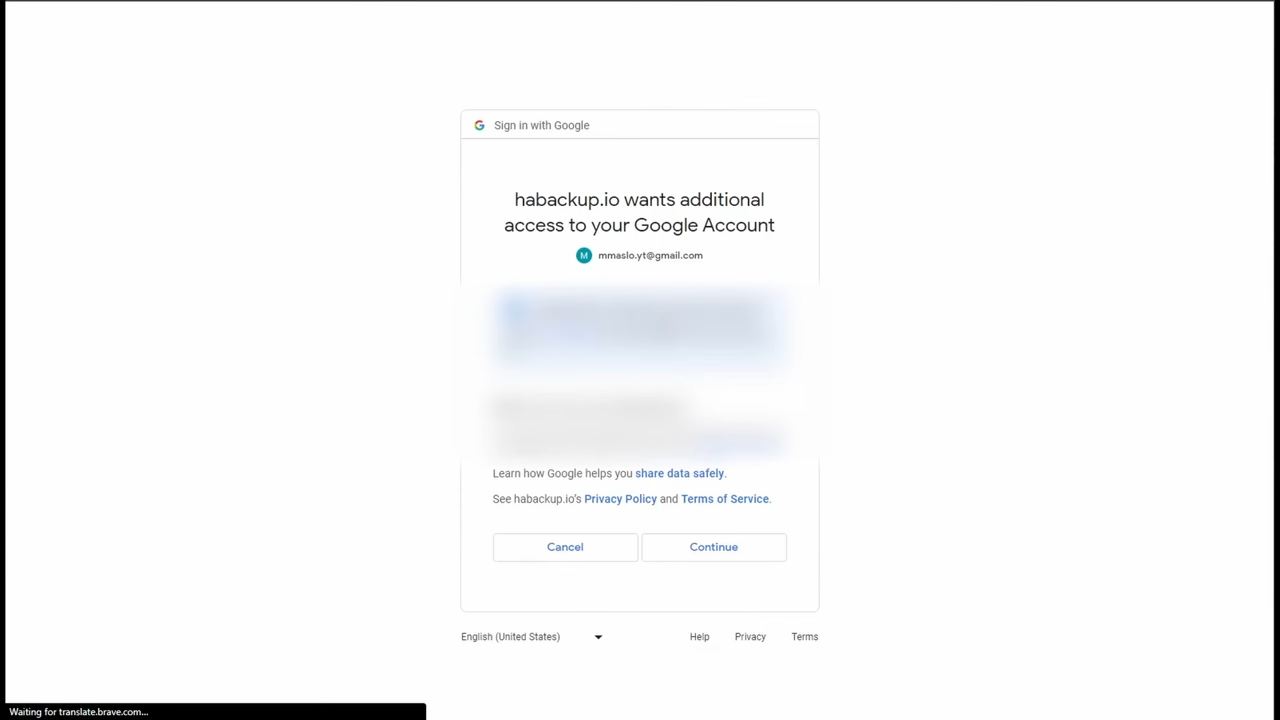 Sign in with Google
habackup.io wants additional
access to your Google Account
M mmaslo.yt@gmail.com
Learn how Google helps you share data safely.
See habackup.io's Privacy Policy and Terms of Service.
Cancel Continue
English (United States) Help Privacy Terms
Waiting for translate.brave.com...